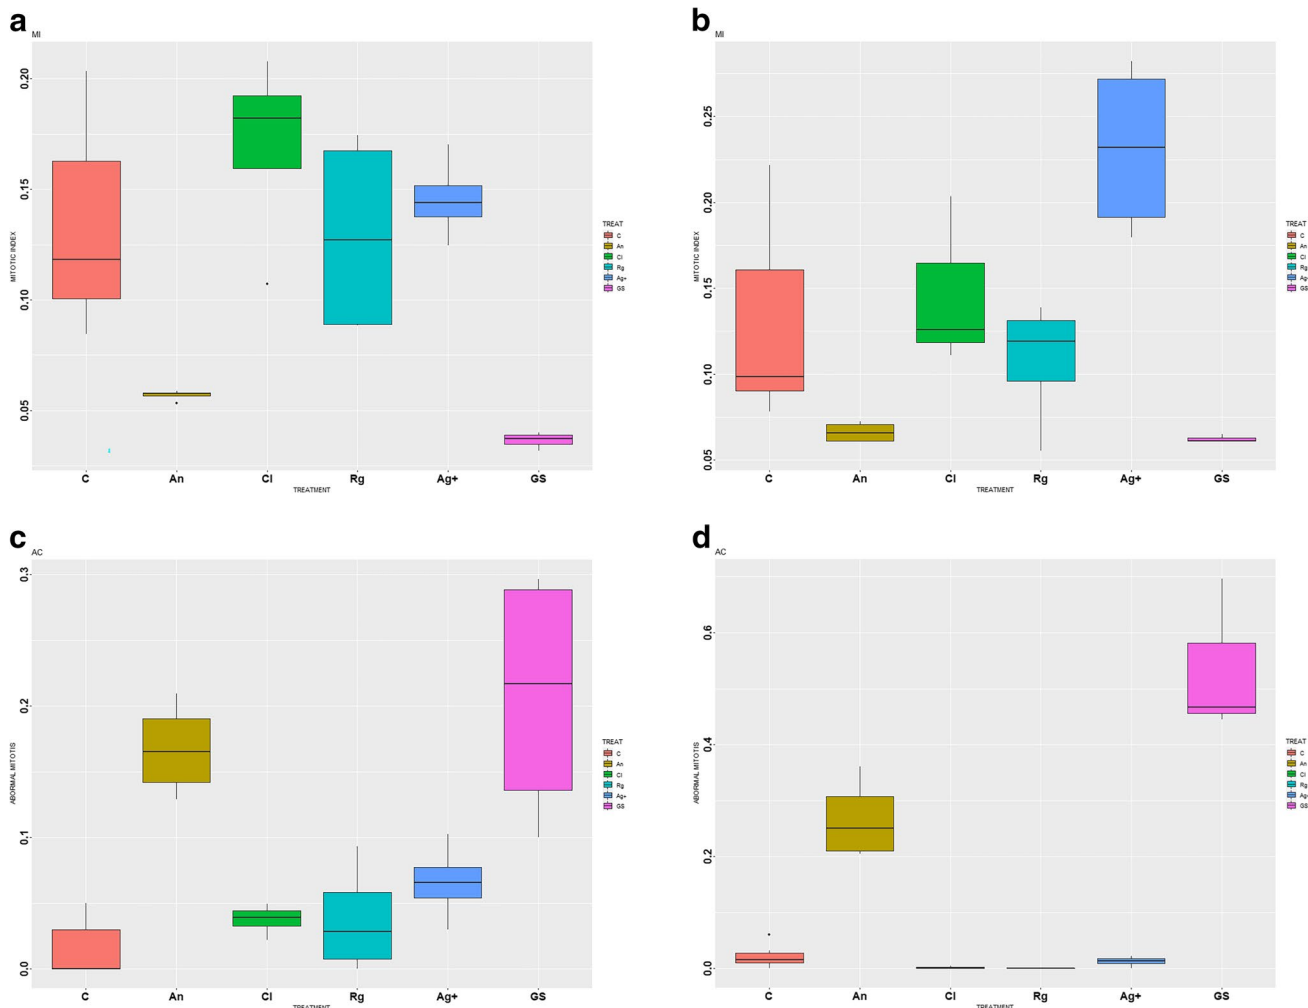 a
MI
0.20
0.15
0.10
0.05
MITOTIC INDEX
C An Cl Rg Ag+ GS
TREATMENT
TREAT
C
An
Cl
Rg
Ag+
GS
b
MI
0.25
0.20
0.15
0.10
0.05
MITOTIC INDEX
C An Cl Rg Ag+ GS
TREATMENT
TREAT
C
An
Cl
Rg
Ag
GS
c
AC
0.3
0.2
0.1
0.0
ABORMAL MITOTIS
C An Cl Rg Ag+ GS
TREATMENT
TREAT
C
An
Cl
Rg
Ag+
GS
d
AC
0.6
0.4
0.2
0.0
ABORMAL MITOTIS
C An Cl Rg Ag+ GS
TREATMENT
TREAT
C
An
Cl
Rg
Ag
GS